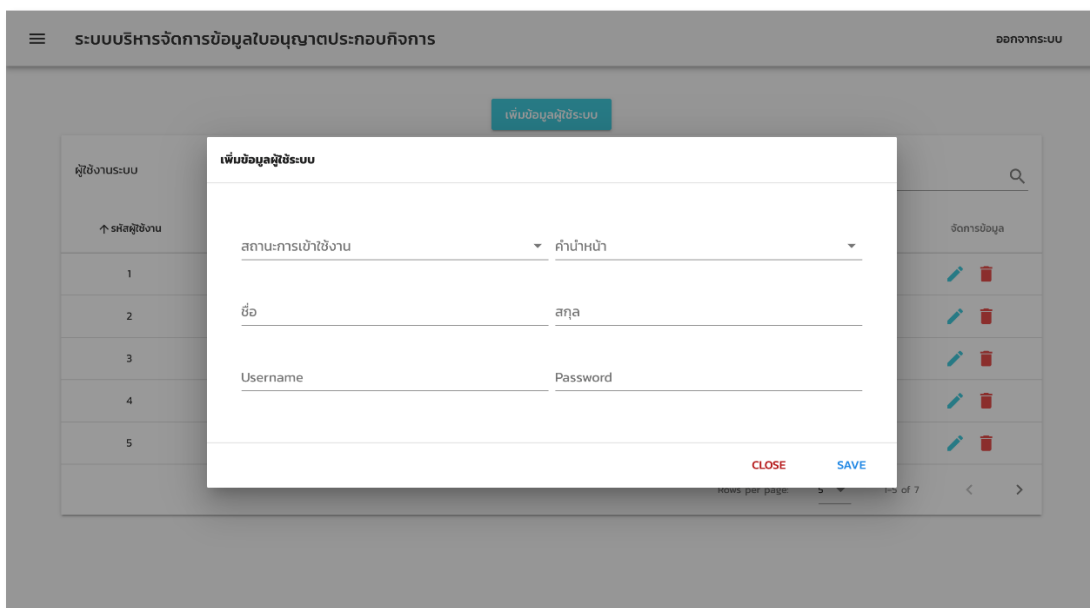 ระบบบริหารจัดการข้อมูลใบอนุญาตประกอบกิจการ
ออกจากระบบ
เพิ่มข้อมูลผู้ใช้ระบบ
ผู้ใช้งานระบบ
เพิ่มข้อมูลผู้ใช้ระบบ
รหัสผู้ใช้งาน
จัดการข้อมูล
สถานะการเข้าใช้งาน คำนำหน้า
1
ชื่อ สกุล
2
3
Username Password
4
5
CLOSE SAVE
Rows per page: 5 1-5 of 7